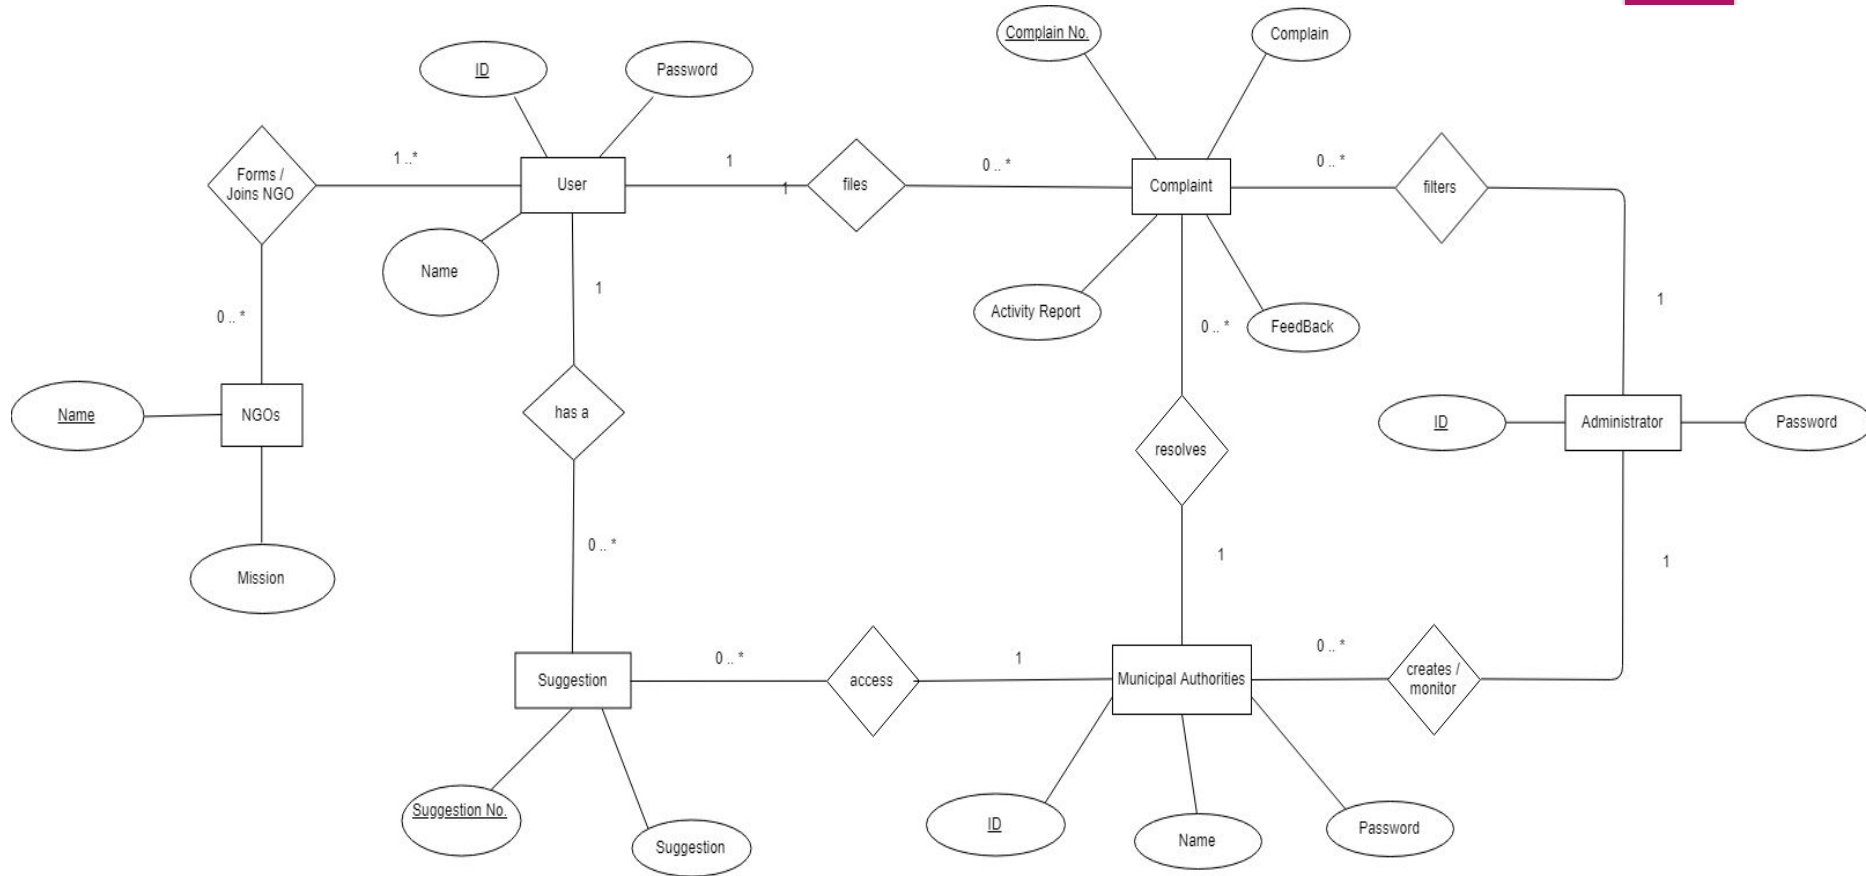 Complain No.
Complain
ID
Password
1 ..*
1
0 .. *
0 .. *
Forms /
Joins NGO
User
1
files
Complaint
filters
Name
1
1
Activity Report
0 .. *
FeedBack
0 .. *
Name
NGOs
has a
resolves
ID
Administrator
Password
0 .. *
1
1
Mission
0 .. *
1
0 .. *
Suggestion
access
Municipal Authorities
creates /
monitor
Suggestion No.
Suggestion
ID
Name
Password